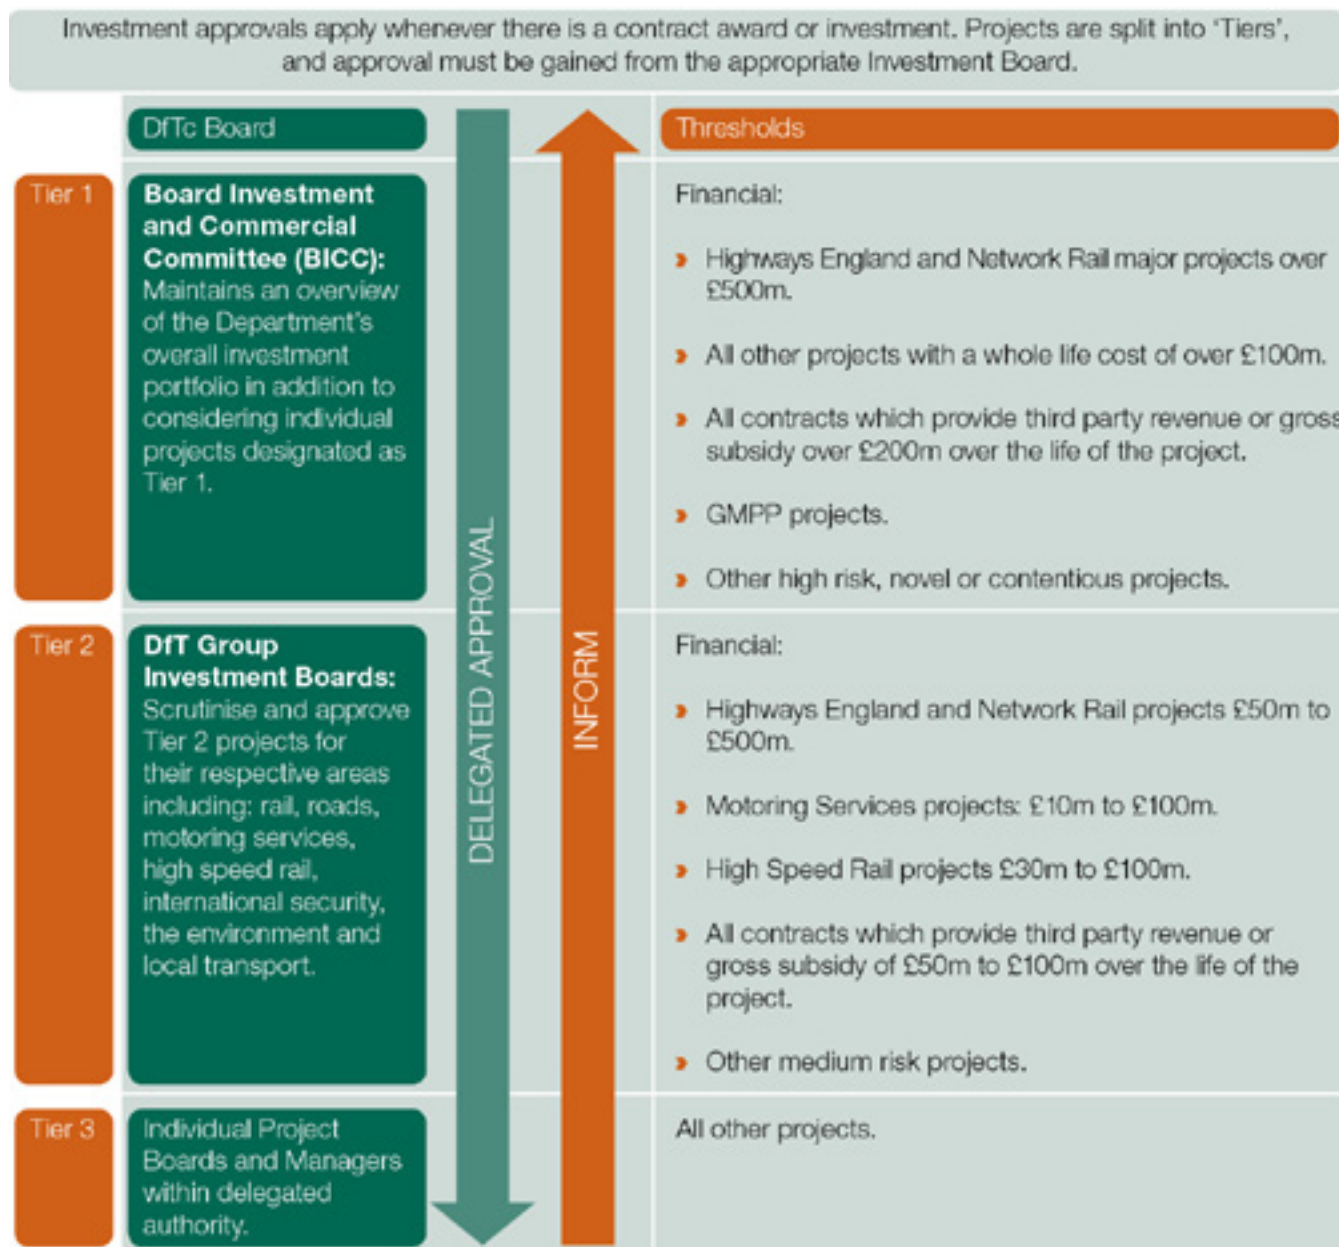 Investment approvals apply whenever there is a contract award or investment. Projects are split into 'Tiers',
and approval must be gained from the appropriate Investment Board.
DfTc Board
Thresholds
Tier 1
Board Investment
and Commercial
Committee (BICC):
Maintains an overview
of the Department's
overall investment
portfolio in addition to
considering individual
projects designated as
Tier 1.
Financial:
Highways England and Network Rail major projects over
£500m.
All other projects with a whole life cost of over £100m.
All contracts which provide third party revenue or gross
subsidy over £200m over the life of the project.
GMPP projects.
Other high risk, novel or contentious projects.
DELEGATED APPROVAL
INFORM
Tier 2
DfT Group
Investment Boards:
Scrutinise and approve
Tier 2 projects for
their respective areas
including: rail, roads,
motoring services,
high speed rail,
international security,
the environment and
local transport.
Financial:
Highways England and Network Rail projects £50m to
£500m.
Motoring Services projects: £10m to £100m.
High Speed Rail projects £30m to £100m.
All contracts which provide third party revenue or
gross subsidy of £50m to £100m over the life of the
project.
Other medium risk projects.
Tier 3
Individual Project
Boards and Managers
within delegated
authority.
All other projects.